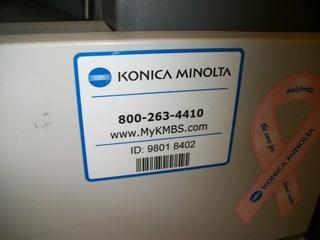 KONICA MINOLTA
800-263-4410
www.MyKMBS.com
ID: 9801 8402
KONICA MINOLTA